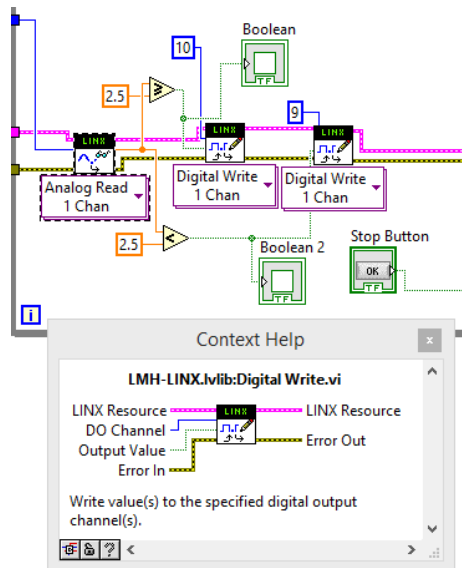 Boolean
10
2.5
≥
9
LINX
LINX
LINX
Analog Read
1 Chan
Digital Write
1 Chan
Digital Write
1 Chan
TF
2.5
<
Boolean 2
TF
Stop Button
OK
TF
i
Context Help
x
LMH-LINX.lvlib:Digital Write.vi
LINX Resource
DO Channel
Output Value
Error In
LINX
LINX Resource
Error Out
Write value(s) to the specified digital output
channel(s).
?